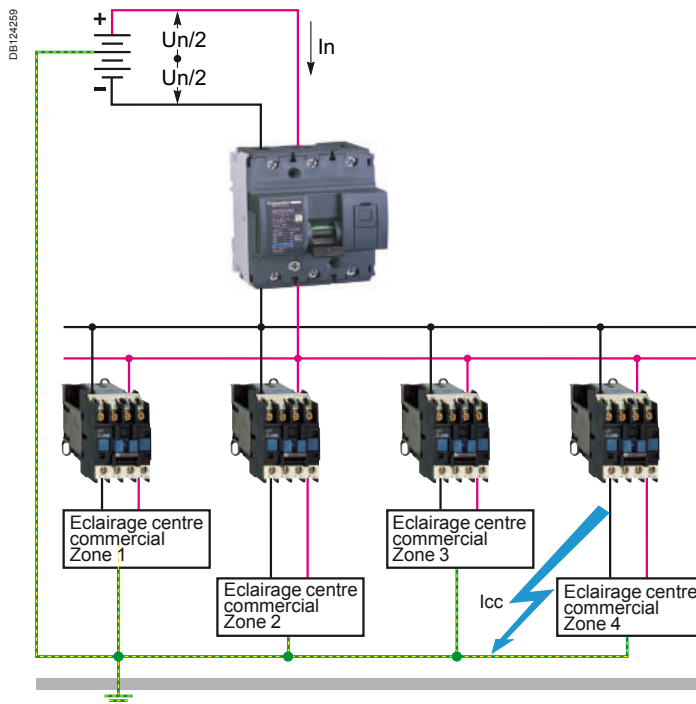 DB124259
+
Un/2
Un/2
-
In
Eclairage centre
commercial
Zone 1
Eclairage centre
commercial
Zone 2
Eclairage centre
commercial
Zone 3
Icc
Eclairage centre
commercial
Zone 4